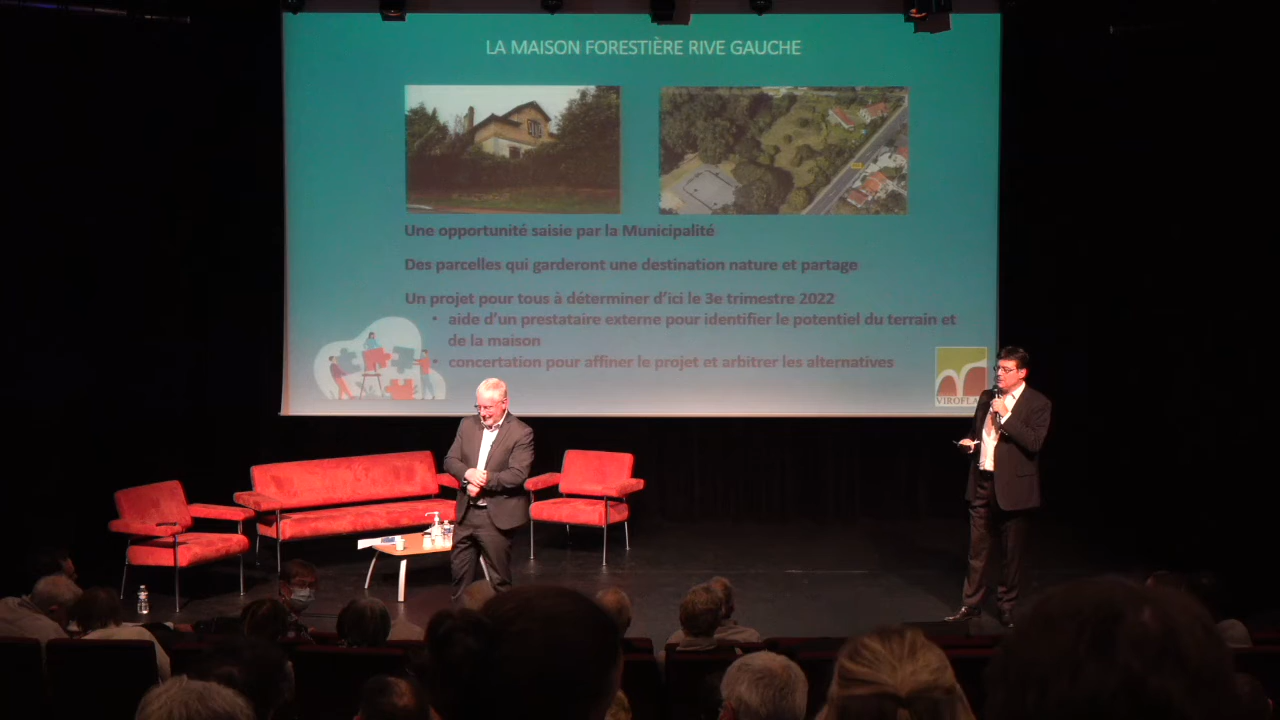 LA MAISON FORESTIÈRE RIVE GAUCHE
Une opportunité saisie par la Municipalité
Des parcelles qui garderont une destination nature et partage
Un projet pour tous à déterminer d'ici le 3e trimestre 2022
• aide d'un prestataire externe pour identifier le potentiel du terrain et
de la maison
• concertation pour affiner le projet et arbitrer les alternatives
VIROFLA